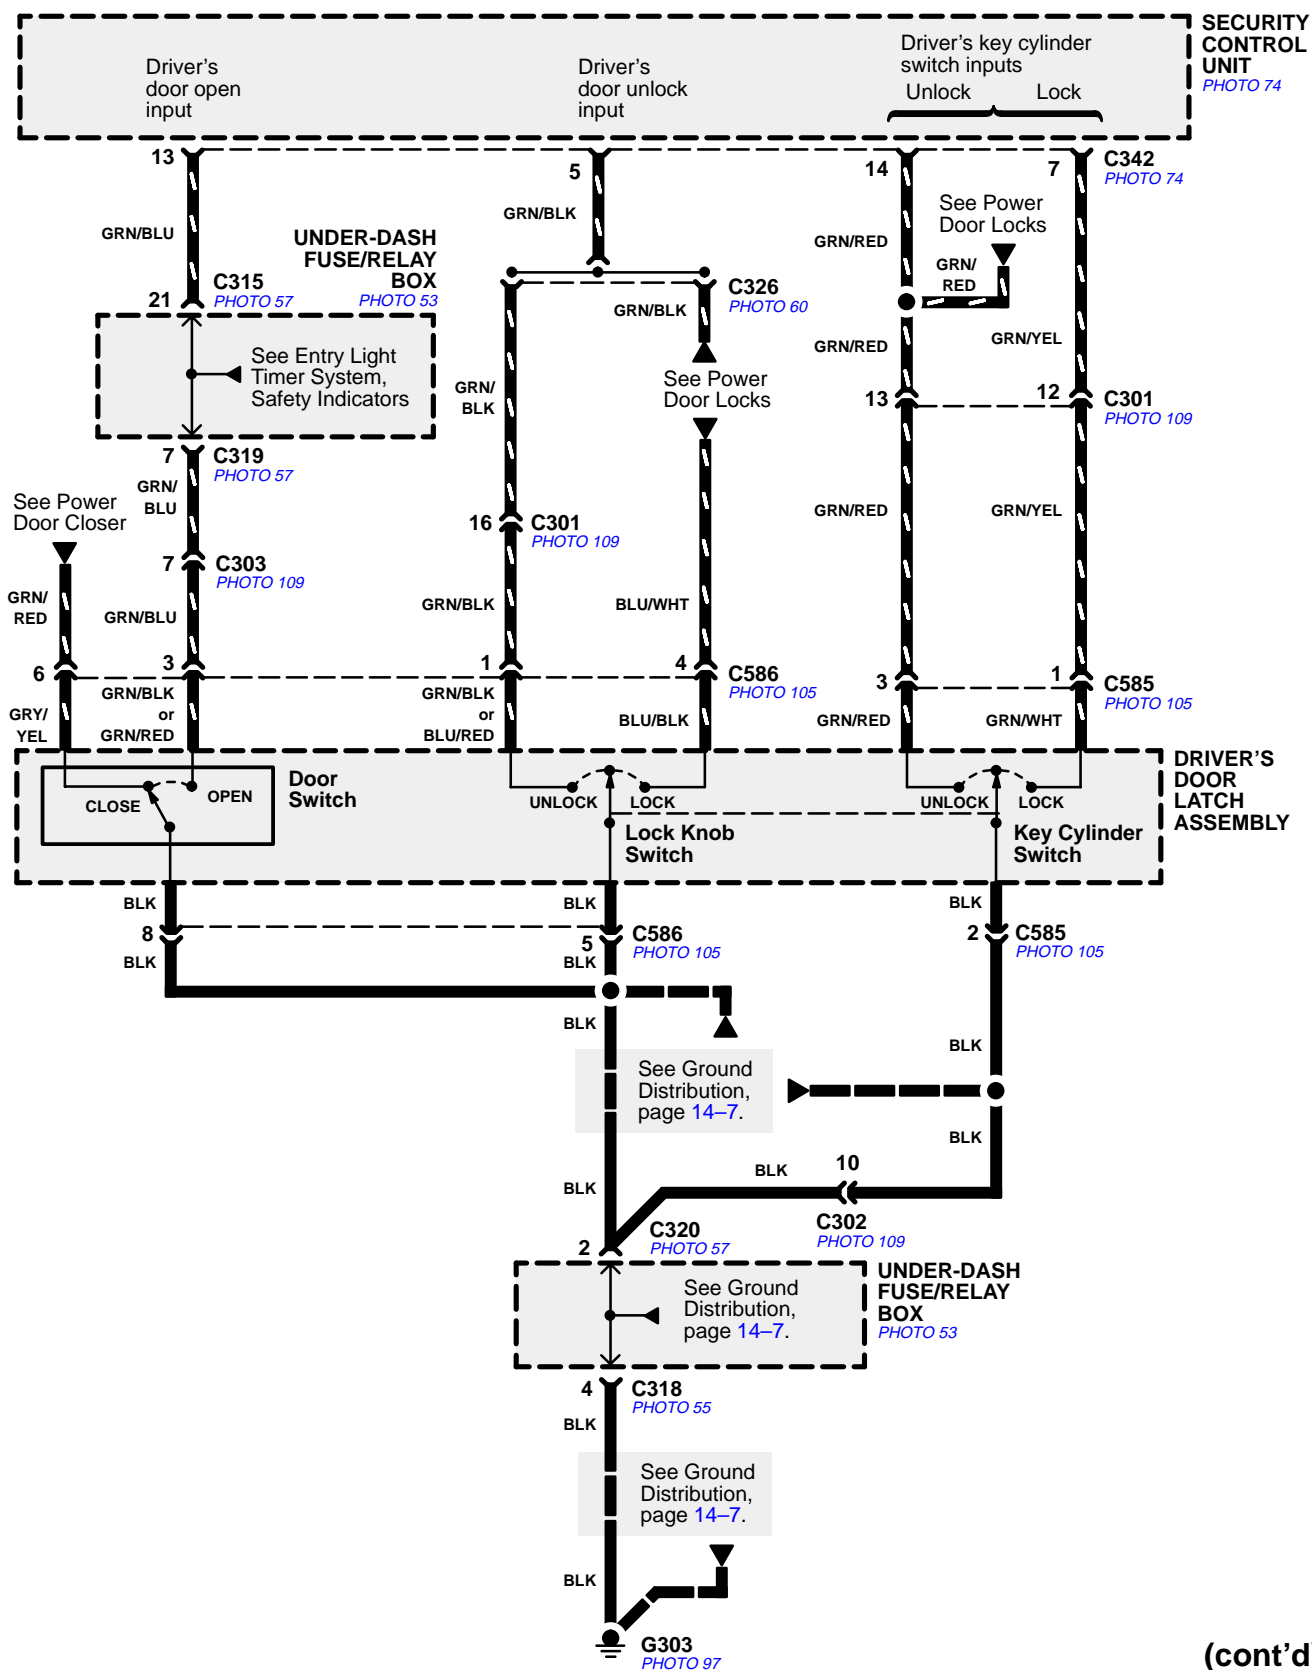 SECURITY
CONTROL
UNIT
PHOTO 74
Driver's
door open
input
Driver's
door unlock
input
Driver's key cylinder
switch inputs
Unlock Lock
13
5
14
7
C342
PHOTO 74
GRN/BLU
GRN/BLK
GRN/RED
See Power
Door Locks
GRN/
RED
UNDER-DASH
FUSE/RELAY
BOX
PHOTO 53
21
C315
PHOTO 57
C326
PHOTO 60
GRN/BLK
See Entry Light
Timer System,
Safety Indicators
GRN/
BLK
See Power
Door Locks
GRN/RED
GRN/YEL
13
12
C301
PHOTO 109
7
C319
PHOTO 57
GRN/
BLU
See Power
Door Closer
16
C301
PHOTO 109
GRN/RED
GRN/YEL
7
C303
PHOTO 109
GRN/
RED
GRN/BLU
GRN/BLK
BLU/WHT
6
3
1
4
C586
PHOTO 105
3
1
C585
PHOTO 105
GRY/
YEL
GRN/BLK
or
GRN/RED
GRN/BLK
or
BLU/RED
BLU/BLK
GRN/RED
GRN/WHT
DRIVER'S
DOOR
LATCH
ASSEMBLY
CLOSE
OPEN
Door
Switch
UNLOCK
LOCK
Lock Knob
Switch
UNLOCK
LOCK
Key Cylinder
Switch
BLK
BLK
BLK
8
5
C586
PHOTO 105
2
C585
PHOTO 105
BLK
BLK
BLK
BLK
See Ground
Distribution,
page 14–7.
BLK
BLK
BLK
10
C302
PHOTO 109
2
C320
PHOTO 57
See Ground
Distribution,
page 14–7.
UNDER-DASH
FUSE/RELAY
BOX
PHOTO 53
4
C318
PHOTO 55
BLK
See Ground
Distribution,
page 14–7.
BLK
G303
PHOTO 97
(cont'd